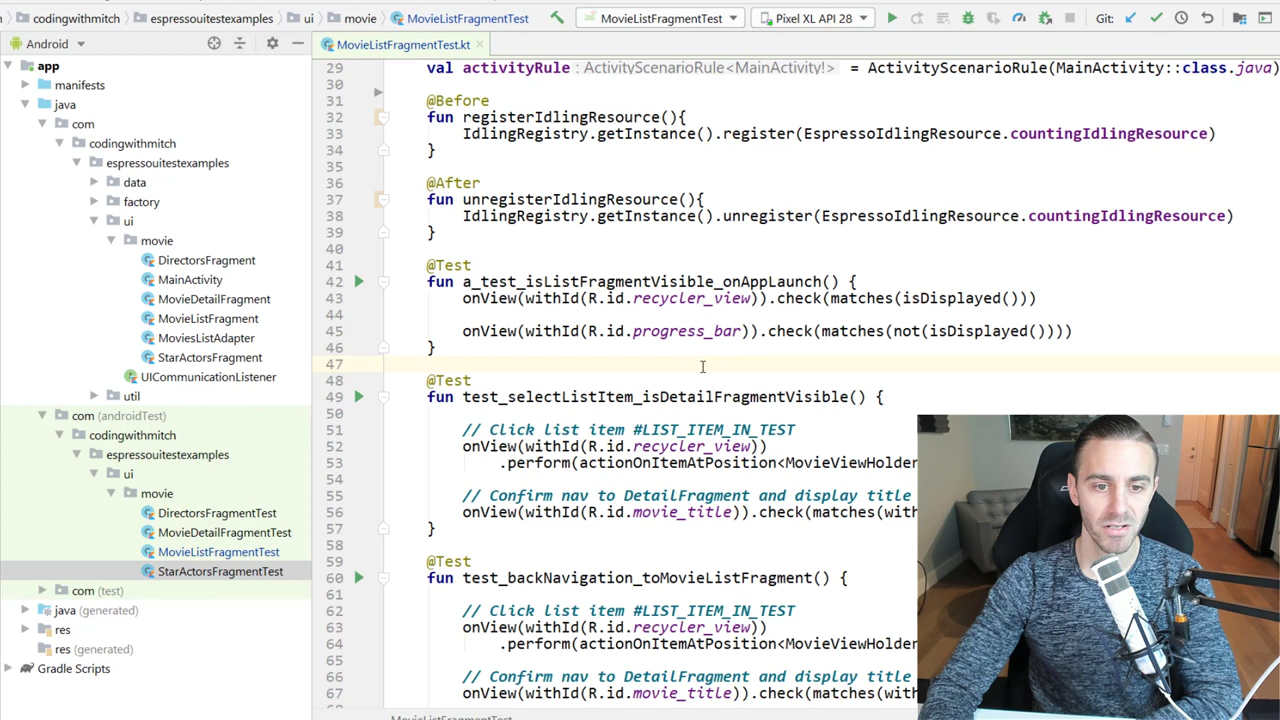 codingwithmitch espressouitestexamples ui movie MovieListFragmentTest MovieListFragmentTest Pixel XL API 28 Git:
Android MovieListFragmentTest.kt
app
manifests
java
com
codingwithmitch
espressouitestexamples
data
factory
ui
movie
DirectorsFragment
MainActivity
MovieDetailFragment
MovieListFragment
MoviesListAdapter
StarActorsFragment
UICommunicationListener
util
com (androidTest)
codingwithmitch
espressouitestexamples
ui
movie
DirectorsFragmentTest
MovieDetailFragmentTest
MovieListFragmentTest
StarActorsFragmentTest
com (test)
java (generated)
res
res (generated)
Gradle Scripts
29 val activityRule : ActivityScenarioRule<MainActivity!> = ActivityScenarioRule(MainActivity::class.java)
30
31 @Before
32 fun registerIdlingResource(){
33 IdlingRegistry.getInstance().register(EspressoIdlingResource.countingIdlingResource)
34 }
35
36 @After
37 fun unregisterIdlingResource(){
38 IdlingRegistry.getInstance().unregister(EspressoIdlingResource.countingIdlingResource)
39 }
40
41 @Test
42 fun a_test_isListFragmentVisible_onAppLaunch() {
43 onView(withId(R.id.recycler_view)).check(matches(isDisplayed()))
44
45 onView(withId(R.id.progress_bar)).check(matches(not(isDisplayed())))
46 }
47
48 @Test
49 fun test_selectListItem_isDetailFragmentVisible() {
50
51 // Click list item #LIST_ITEM_IN_TEST
52 onView(withId(R.id.recycler_view))
53 .perform(actionOnItemAtPosition<MovieViewHolder
54
55 // Confirm nav to DetailFragment and display title
56 onView(withId(R.id.movie_title)).check(matches(with
57 }
58
59 @Test
60 fun test_backNavigation_toMovieListFragment() {
61
62 // Click list item #LIST_ITEM_IN_TEST
63 onView(withId(R.id.recycler_view))
64 .perform(actionOnItemAtPosition<MovieViewHolder
65
66 // Confirm nav to DetailFragment and display title
67 onView(withId(R.id.movie_title)).check(matches(with
MovieListFragmentTest